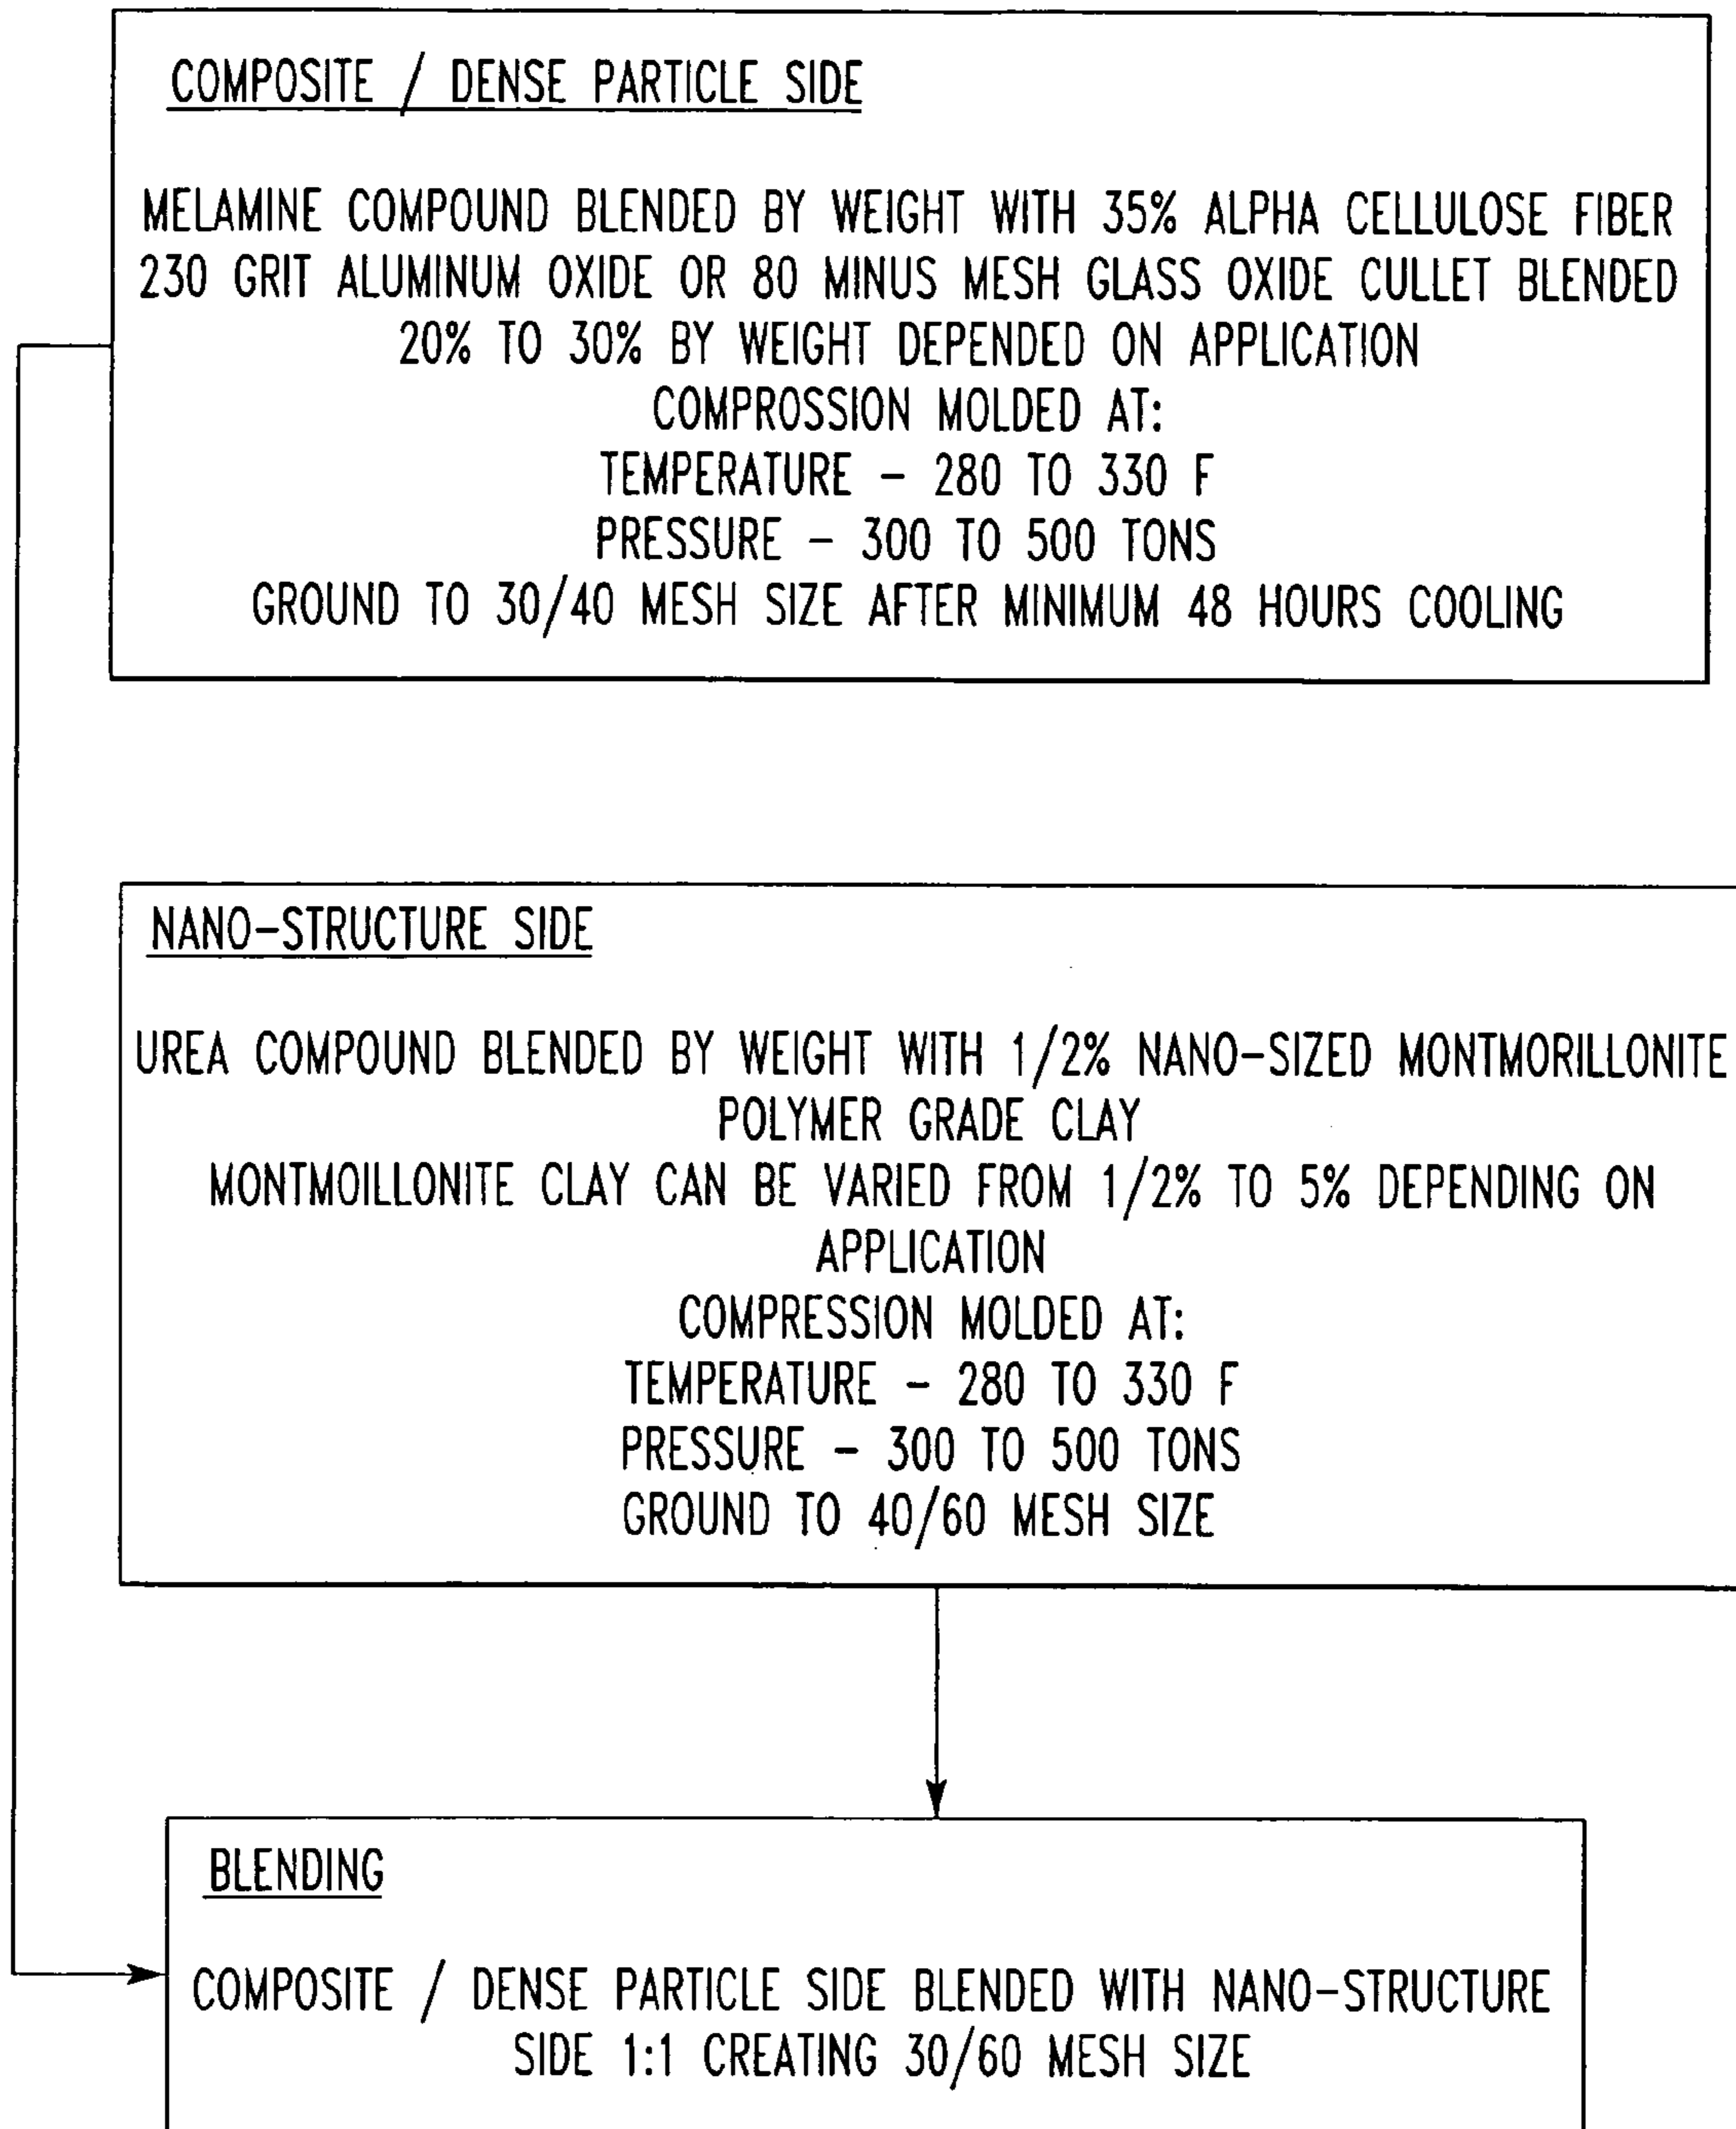 COMPOSITE / DENSE PARTICLE SIDE
MELAMINE COMPOUND BLENDED BY WEIGHT WITH 35% ALPHA CELLULOSE FIBER
230 GRIT ALUMINUM OXIDE OR 80 MINUS MESH GLASS OXIDE CULLET BLENDED
20% TO 30% BY WEIGHT DEPENDED ON APPLICATION
COMPROSSION MOLDED AT:
TEMPERATURE – 280 TO 330 F
PRESSURE – 300 TO 500 TONS
GROUND TO 30/40 MESH SIZE AFTER MINIMUM 48 HOURS COOLING
NANO-STRUCTURE SIDE
UREA COMPOUND BLENDED BY WEIGHT WITH 1/2% NANO-SIZED MONTMORILLONITE
POLYMER GRADE CLAY
MONTMOILLONITE CLAY CAN BE VARIED FROM 1/2% TO 5% DEPENDING ON
APPLICATION
COMPRESSION MOLDED AT:
TEMPERATURE – 280 TO 330 F
PRESSURE – 300 TO 500 TONS
GROUND TO 40/60 MESH SIZE
BLENDING
COMPOSITE / DENSE PARTICLE SIDE BLENDED WITH NANO-STRUCTURE
SIDE 1:1 CREATING 30/60 MESH SIZE